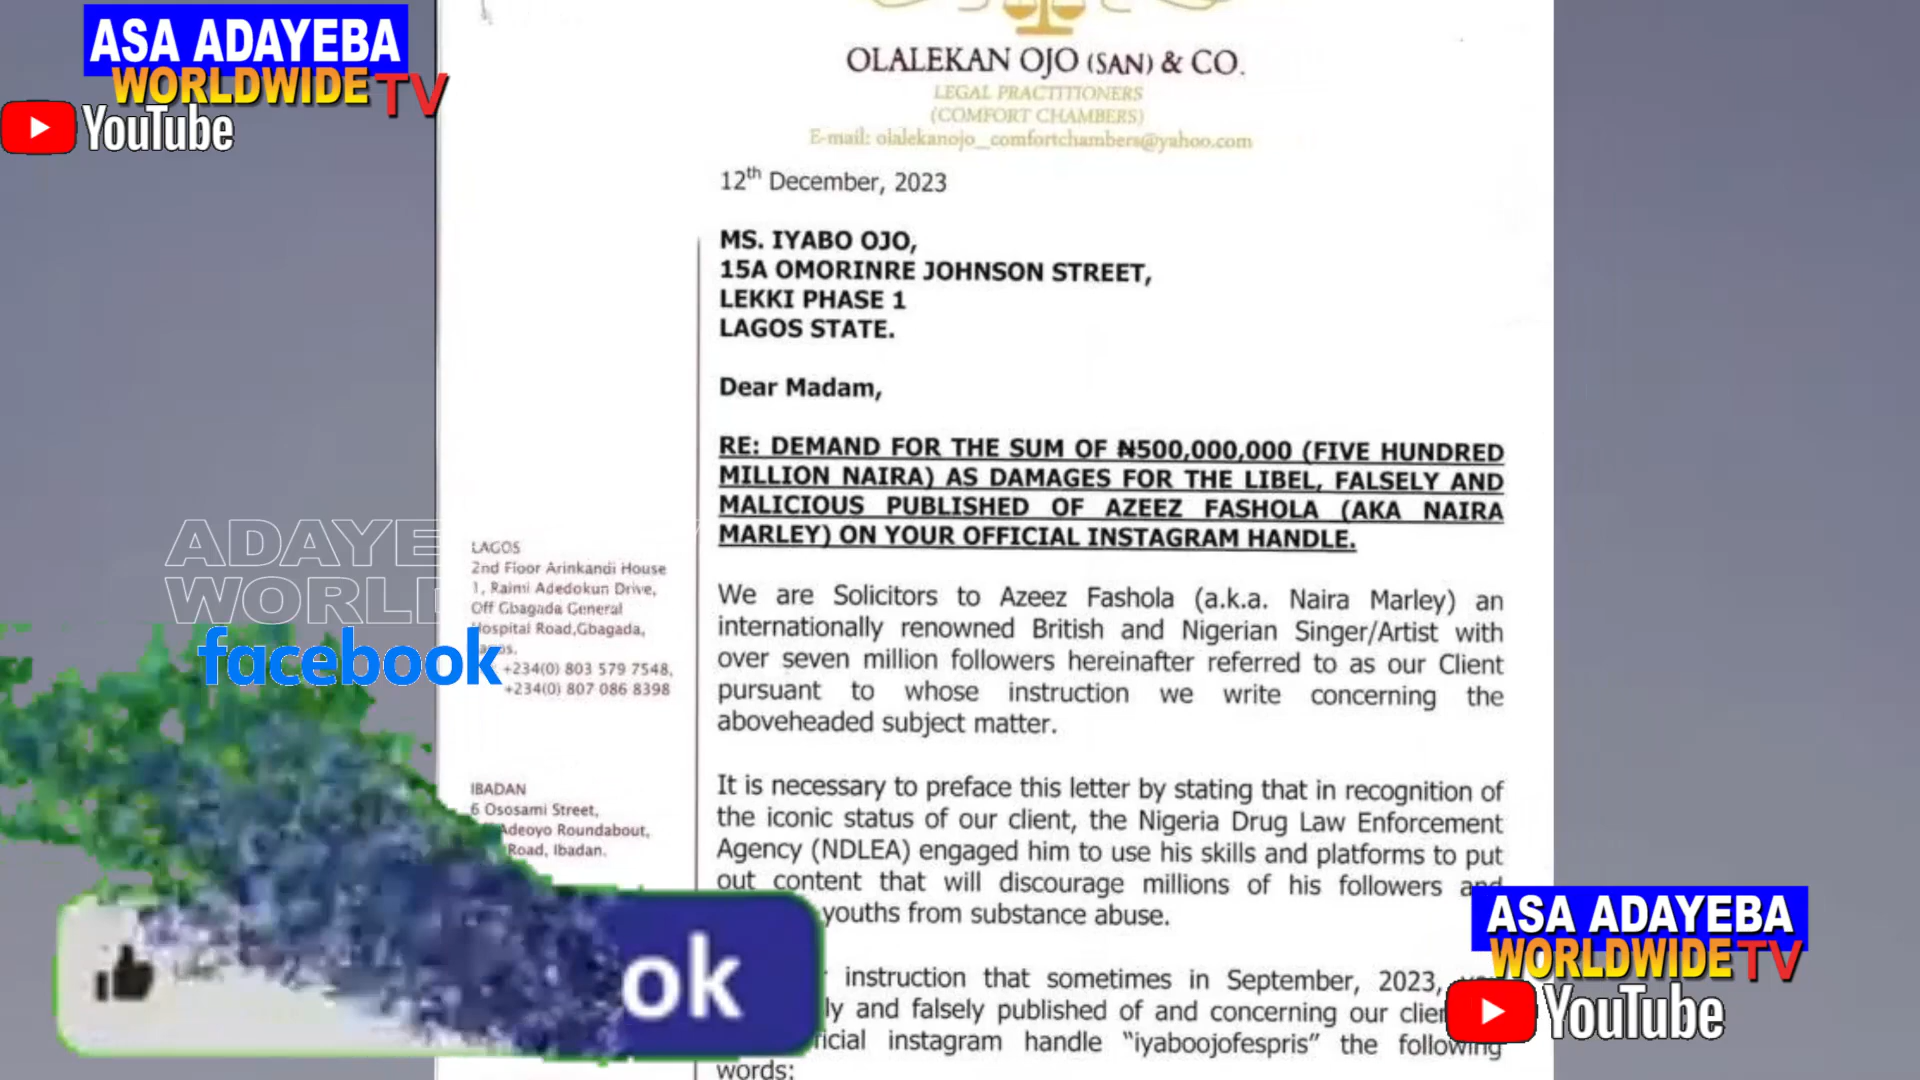 ASA ADAYEBA
WORLDWIDE TV
YouTube
OLALEKAN OJO (SAN) & CO.
LEGAL PRACTITIONERS
(COMFORT CHAMBERS)
E-mail: olalekanojo_comfortchambers@yahoo.com
12th December, 2023
MS. IYABO OJO,
15A OMORINRE JOHNSON STREET,
LEKKI PHASE 1
LAGOS STATE.
Dear Madam,
RE: DEMAND FOR THE SUM OF ₦500,000,000 (FIVE HUNDRED
MILLION NAIRA) AS DAMAGES FOR THE LIBEL, FALSELY AND
MALICIOUS PUBLISHED OF AZEEZ FASHOLA (AKA NAIRA
MARLEY) ON YOUR OFFICIAL INSTAGRAM HANDLE.
We are Solicitors to Azeez Fashola (a.k.a. Naira Marley) an
internationally renowned British and Nigerian Singer/Artist with
over seven million followers hereinafter referred to as our Client
pursuant to whose instruction we write concerning the
aboveheaded subject matter.
It is necessary to preface this letter by stating that in recognition of
the iconic status of our client, the Nigeria Drug Law Enforcement
Agency (NDLEA) engaged him to use his skills and platforms to put
out content that will discourage millions of his followers and
youths from substance abuse.
instruction that sometimes in September, 2023,
and falsely published of and concerning our
instagram handle "iyaboojofespris" the following
words:
LAGOS
2nd Floor Arinkandi House
1, Raimi Adedokun Drive,
Off Gbagada General
Hospital Road,Gbagada,
+234(0) 803 579 7548,
+234(0) 807 086 8398
IBADAN
6 Ososami Street,
Adeoyo Roundabout,
Road, Ibadan.
ADAYE
WORLD
facebook
ok
ASA ADAYEBA
WORLDWIDE TV
YouTube